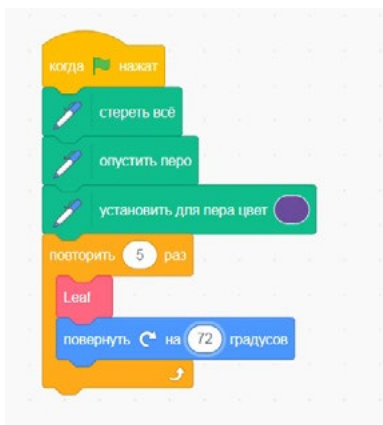 когда нажат
стереть всё
опустить перо
установить для пера цвет
повторить 5 раз
Leaf
повернуть на 72 градусов